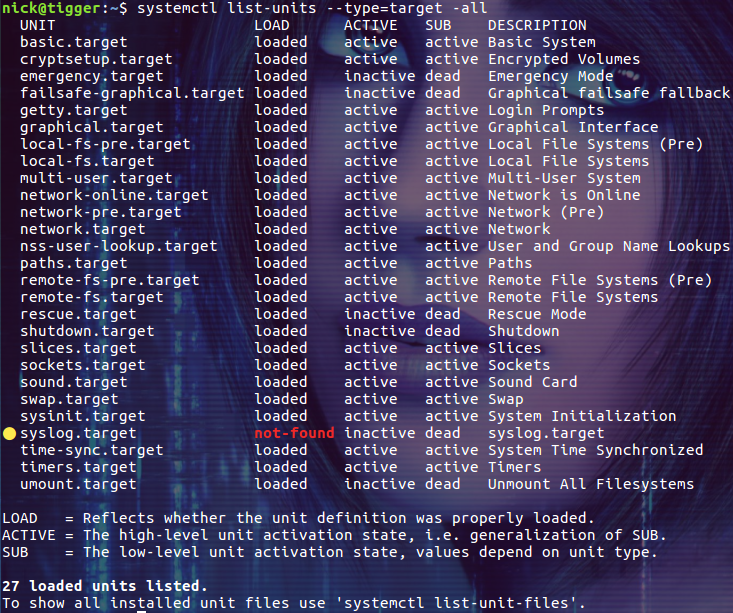 nick@tigger:~$ systemctl list-units --type=target -all
UNIT LOAD ACTIVE SUB DESCRIPTION
basic.target loaded active active Basic System
cryptsetup.target loaded active active Encrypted Volumes
emergency.target loaded inactive dead Emergency Mode
failsafe-graphical.target loaded inactive dead Graphical failsafe fallback
getty.target loaded active active Login Prompts
graphical.target loaded active active Graphical Interface
local-fs-pre.target loaded active active Local File Systems (Pre)
local-fs.target loaded active active Local File Systems
multi-user.target loaded active active Multi-User System
network-online.target loaded active active Network is Online
network-pre.target loaded active active Network (Pre)
network.target loaded active active Network
nss-user-lookup.target loaded active active User and Group Name Lookups
paths.target loaded active active Paths
remote-fs-pre.target loaded active active Remote File Systems (Pre)
remote-fs.target loaded active active Remote File Systems
rescue.target loaded inactive dead Rescue Mode
shutdown.target loaded inactive dead Shutdown
slices.target loaded active active Slices
sockets.target loaded active active Sockets
sound.target loaded active active Sound Card
swap.target loaded active active Swap
sysinit.target loaded active active System Initialization
● syslog.target not-found inactive dead syslog.target
time-sync.target loaded active active System Time Synchronized
timers.target loaded active active Timers
umount.target loaded inactive dead Unmount All Filesystems
LOAD = Reflects whether the unit definition was properly loaded.
ACTIVE = The high-level unit activation state, i.e. generalization of SUB.
SUB = The low-level unit activation state, values depend on unit type.
27 loaded units listed.
To show all installed unit files use 'systemctl list-unit-files'.